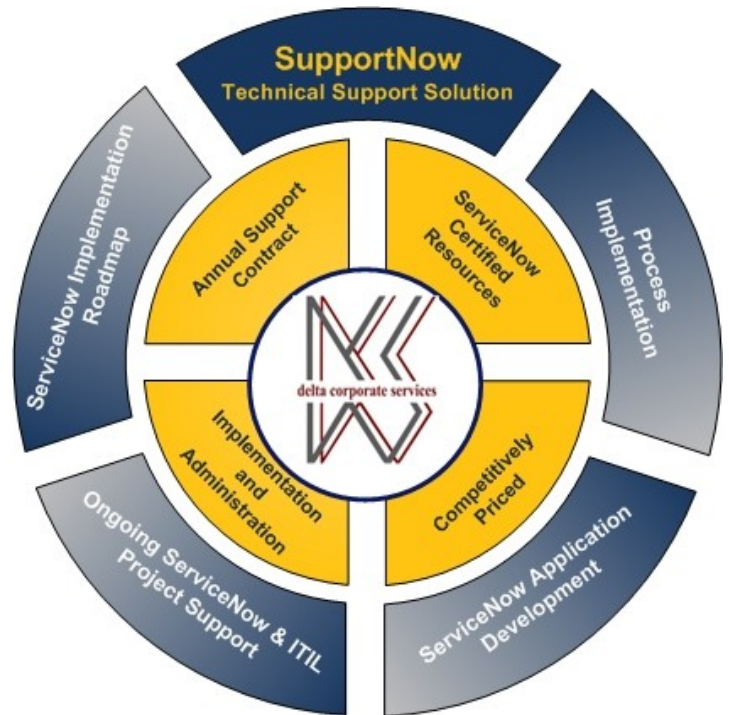 SupportNow
Technical Support Solution
Process
Implementation
ServiceNow Application
Development
Ongoing ServiceNow & ITIL
Project Support
ServiceNow Implementation
Roadmap
Annual Support
Contract
ServiceNow
Certified
Resources
Competitively
Priced
Implementation
and
Administration
delta corporate services